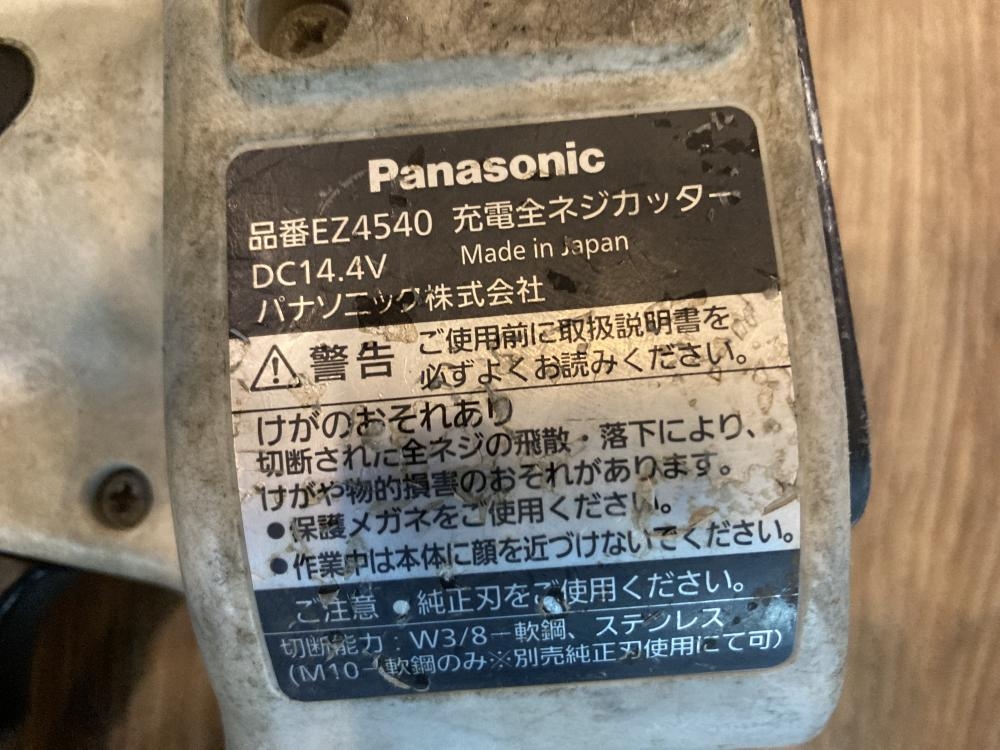 Panasonic
品番EZ4540 充電全ネジカッター
DC14.4V Made in Japan
パナソニック株式会社
警告 ご使用前に取扱説明書を
必ずよくお読みください。
けがのおそれあり
切断された全ネジの飛散・落下により、
けがや物的損害のおそれがあります。
●保護メガネをご使用ください。
●作業中は本体に顔を近づけないでください。
ご注意 ●純正刃をご使用ください。
切断能力：W3/8－軟鋼、ステンレス
(M10－軟鋼のみ※別売純正刃使用にて可)